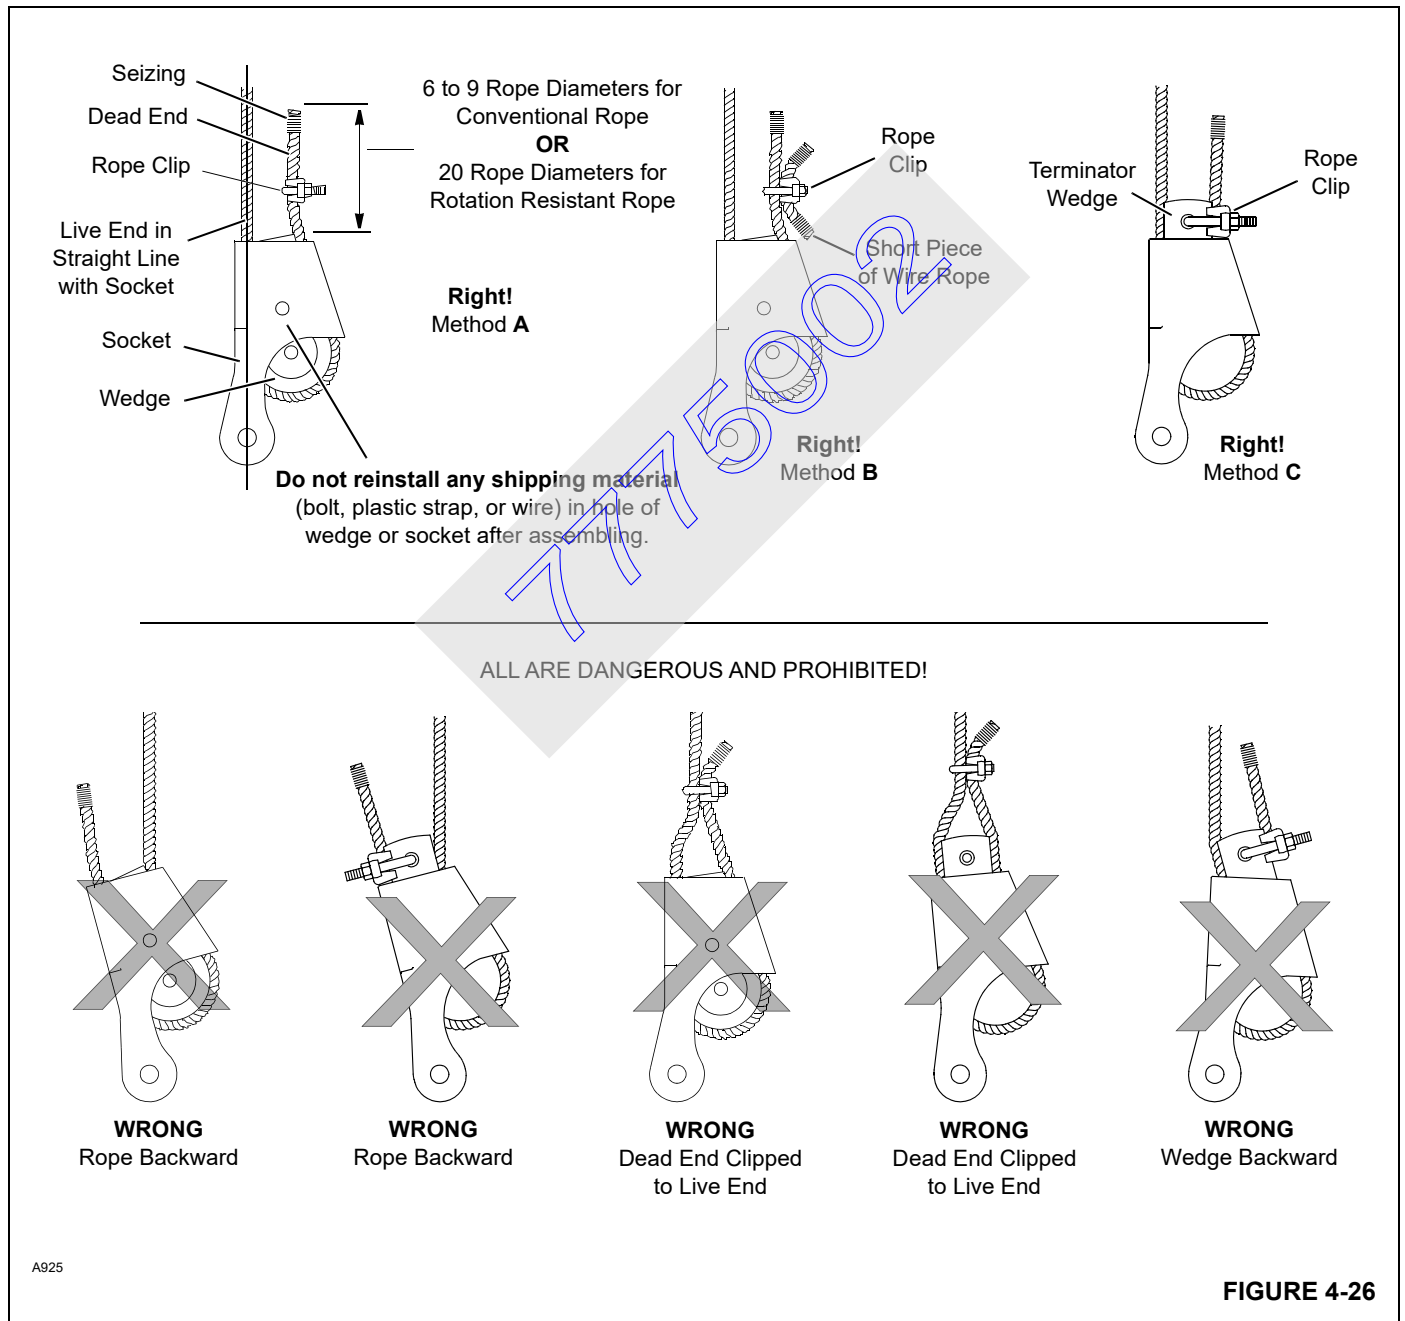 Seizing
Dead End
Rope Clip
Live End in
Straight Line
with Socket
Socket
Wedge
6 to 9 Rope Diameters for
Conventional Rope
OR
20 Rope Diameters for
Rotation Resistant Rope
Right!
Method A
Do not reinstall any shipping material
(bolt, plastic strap, or wire) in hole of
wedge or socket after assembling.
Rope
Clip
Short Piece
of Wire Rope
Right!
Method B
Terminator
Wedge
Rope
Clip
Right!
Method C
7775002
ALL ARE DANGEROUS AND PROHIBITED!
WRONG
Rope Backward
WRONG
Rope Backward
WRONG
Dead End Clipped
to Live End
WRONG
Dead End Clipped
to Live End
WRONG
Wedge Backward
A925
FIGURE 4-26